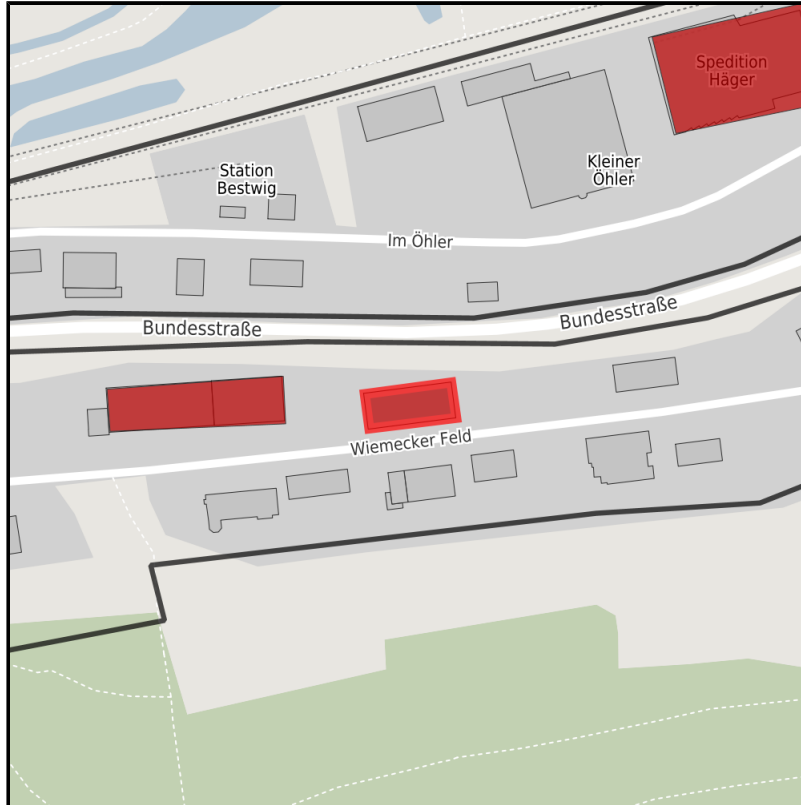 Spedition
Häger
Station
Bestwig
Kleiner
Öhler
Im Öhler
Bundesstraße
Bundesstraße
Wiemecker Feld